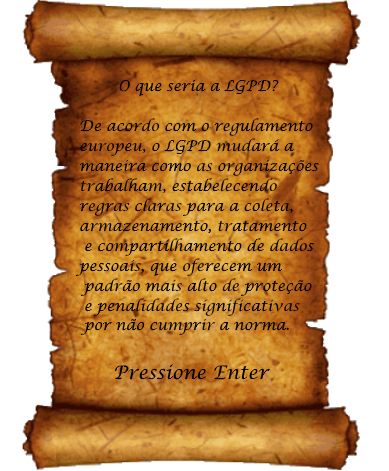 O que seria a LGPD?
De acordo com o regulamento
europeu, o LGPD mudará a
maneira como as organizações
trabalham, estabelecendo
regras claras para a coleta,
armazenamento, tratamento
e compartilhamento de dados
pessoais, que oferecem um
padrão mais alto de proteção
e penalidades significativas
por não cumprir a norma.
Pressione Enter